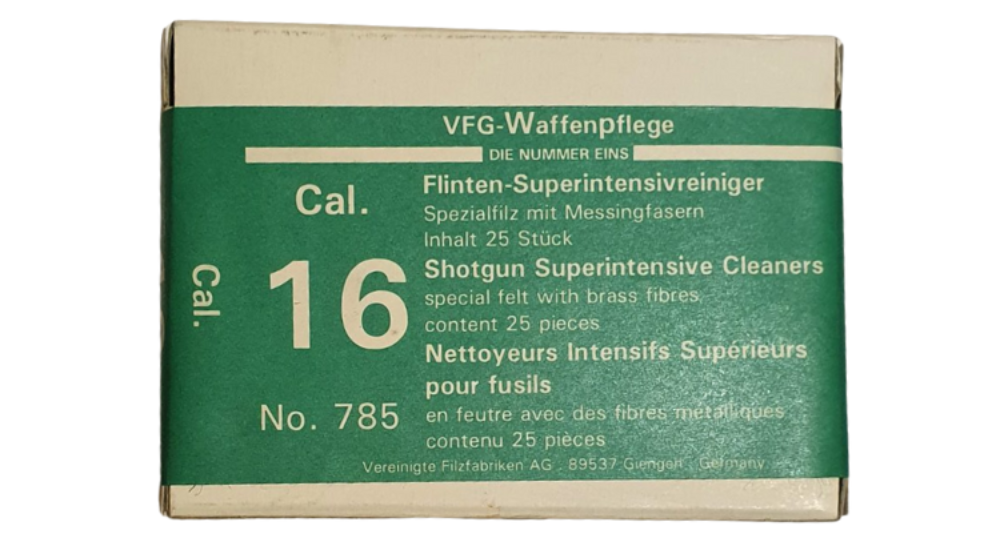 VFG-Waffenpflege
DIE NUMMER EINS
Cal.
16
No. 785
Cal.
Flinten-Superintensivreiniger
Spezialfilz mit Messingfasern
Inhalt 25 Stück
Shotgun Superintensive Cleaners
special felt with brass fibres
content 25 pieces
Nettoyeurs Intensifs Supérieurs
pour fusils
en feutre avec des fibres métalliques
contenu 25 pièces
Vereinigte Filzfabriken AG . 89537 Giengen . Germany